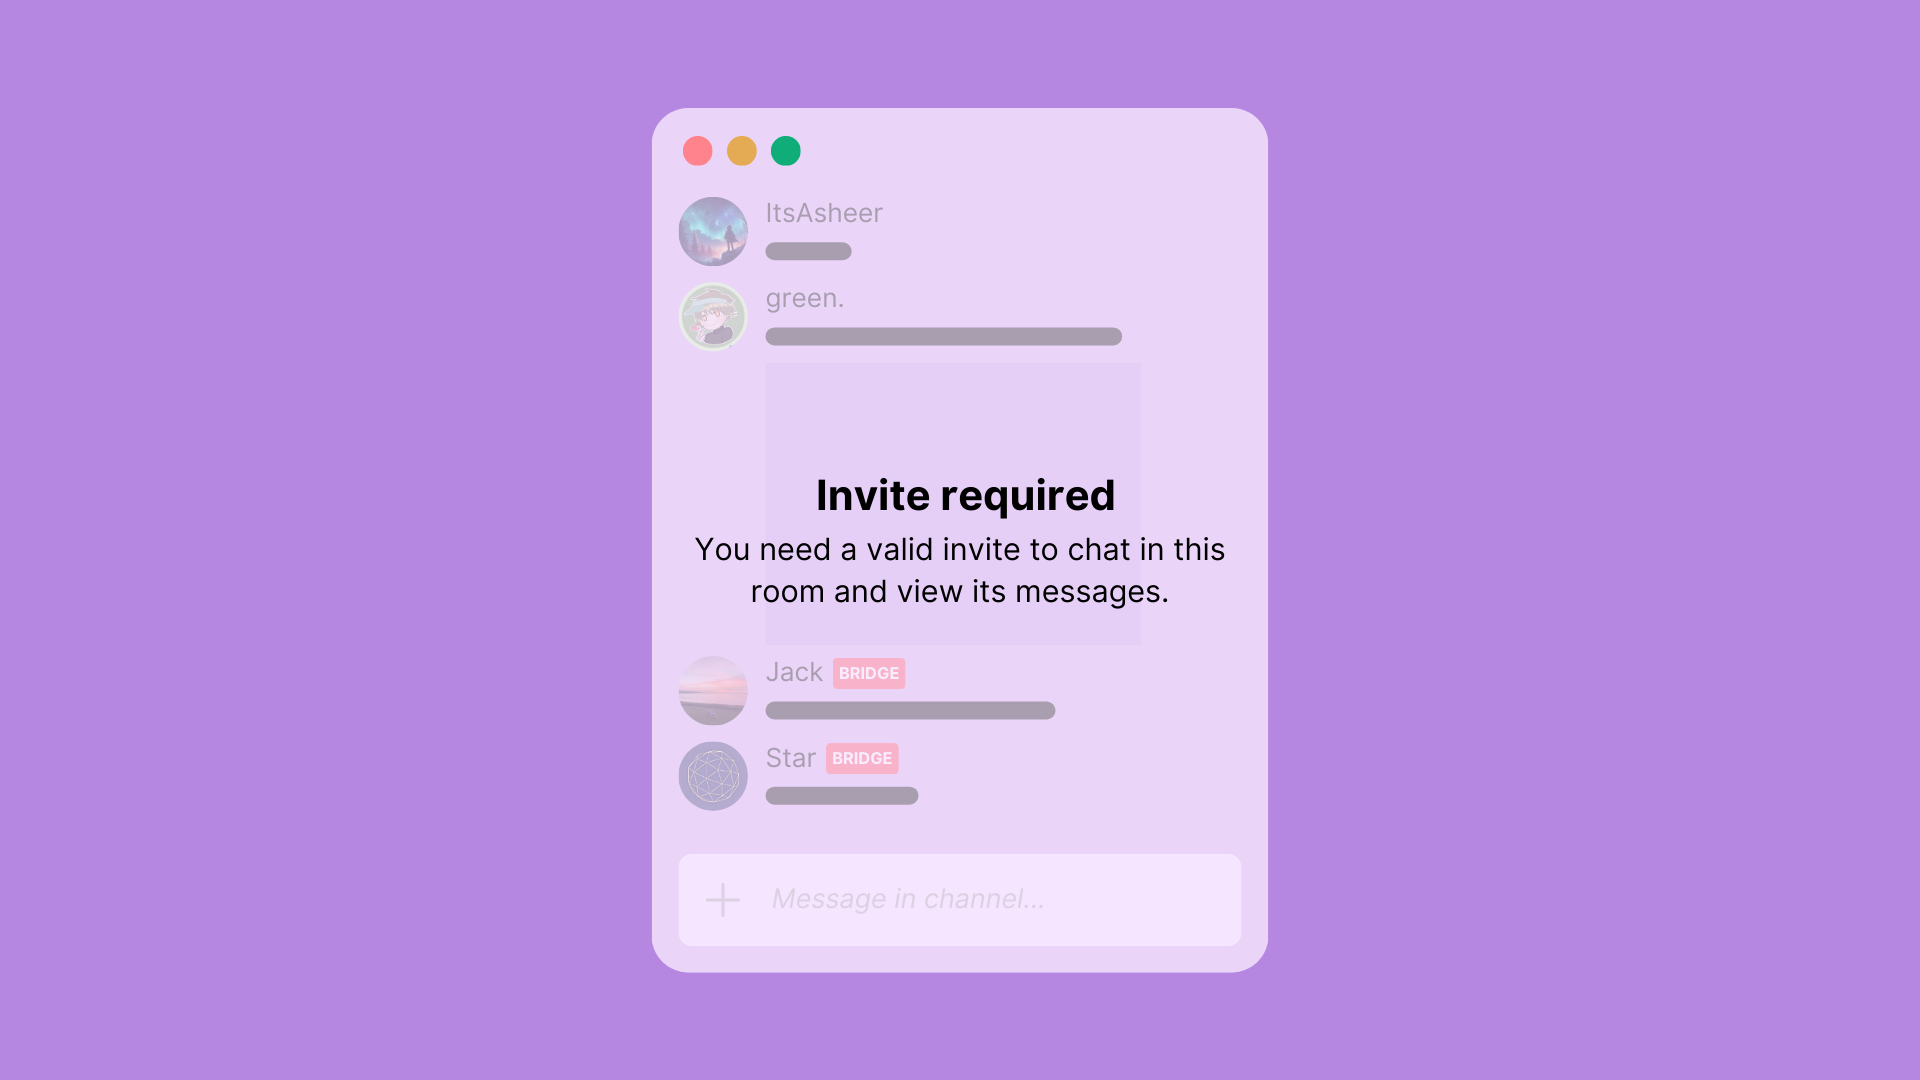 ItsAsheer
green.
Invite required
You need a valid invite to chat in this
room and view its messages.
Jack BRIDGE
Star BRIDGE
Message in channel...